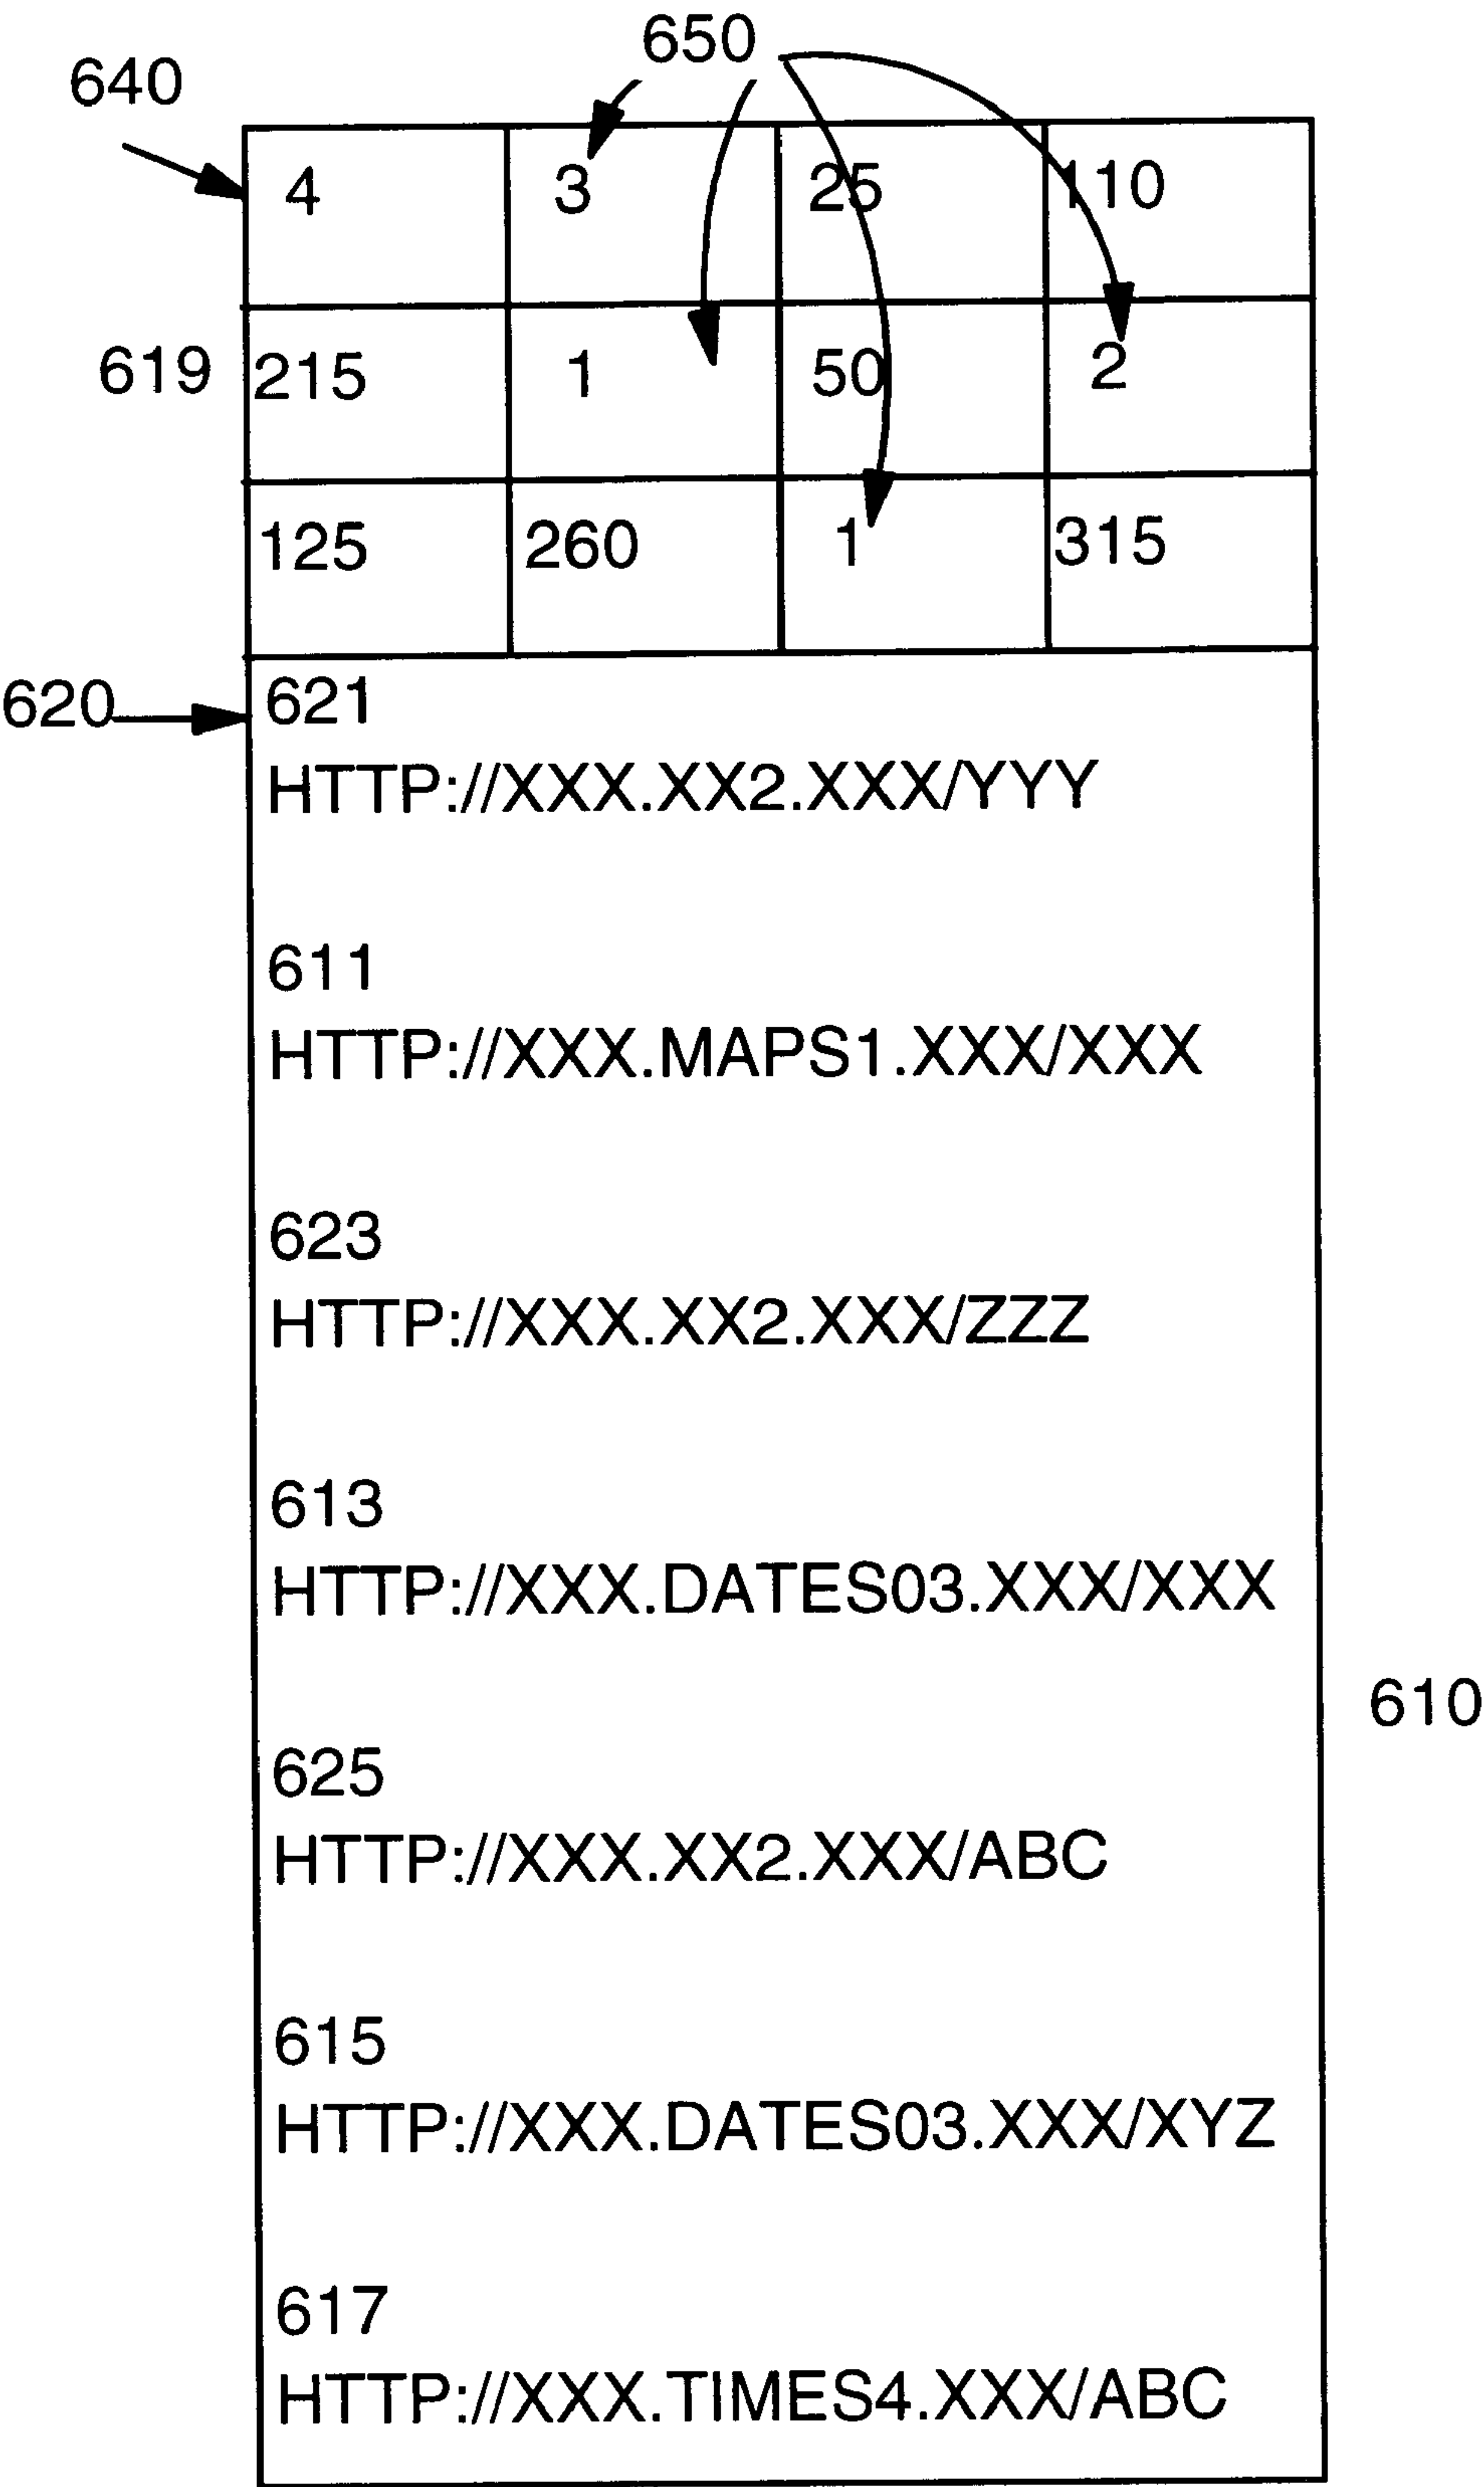 650
640
4 3 25 110
619 215 1 50 2
125 260 1 315
620 621
HTTP://XXX.XX2.XXX/YYY
611
HTTP://XXX.MAPS1.XXX/XXX
623
HTTP://XXX.XX2.XXX/ZZZ
613
HTTP://XXX.DATES03.XXX/XXX
610
625
HTTP://XXX.XX2.XXX/ABC
615
HTTP://XXX.DATES03.XXX/XYZ
617
HTTP://XXX.TIMES4.XXX/ABC